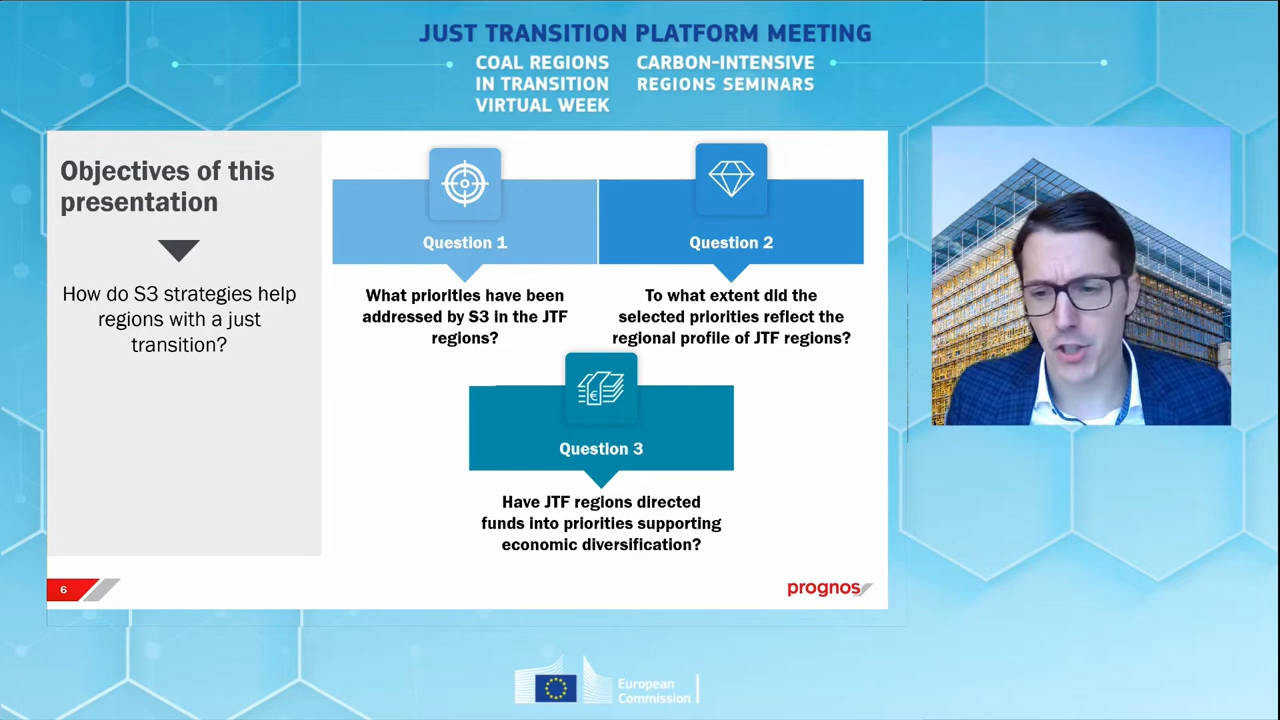 JUST TRANSITION PLATFORM MEETING
COAL REGIONS
IN TRANSITION
VIRTUAL WEEK
CARBON-INTENSIVE
REGIONS SEMINARS
Objectives of this
presentation
How do S3 strategies help
regions with a just
transition?
Question 1
What priorities have been
addressed by S3 in the JTF
regions?
Question 2
To what extent did the
selected priorities reflect the
regional profile of JTF regions?
€
Question 3
Have JTF regions directed
funds into priorities supporting
economic diversification?
6
prognos
European
Commission